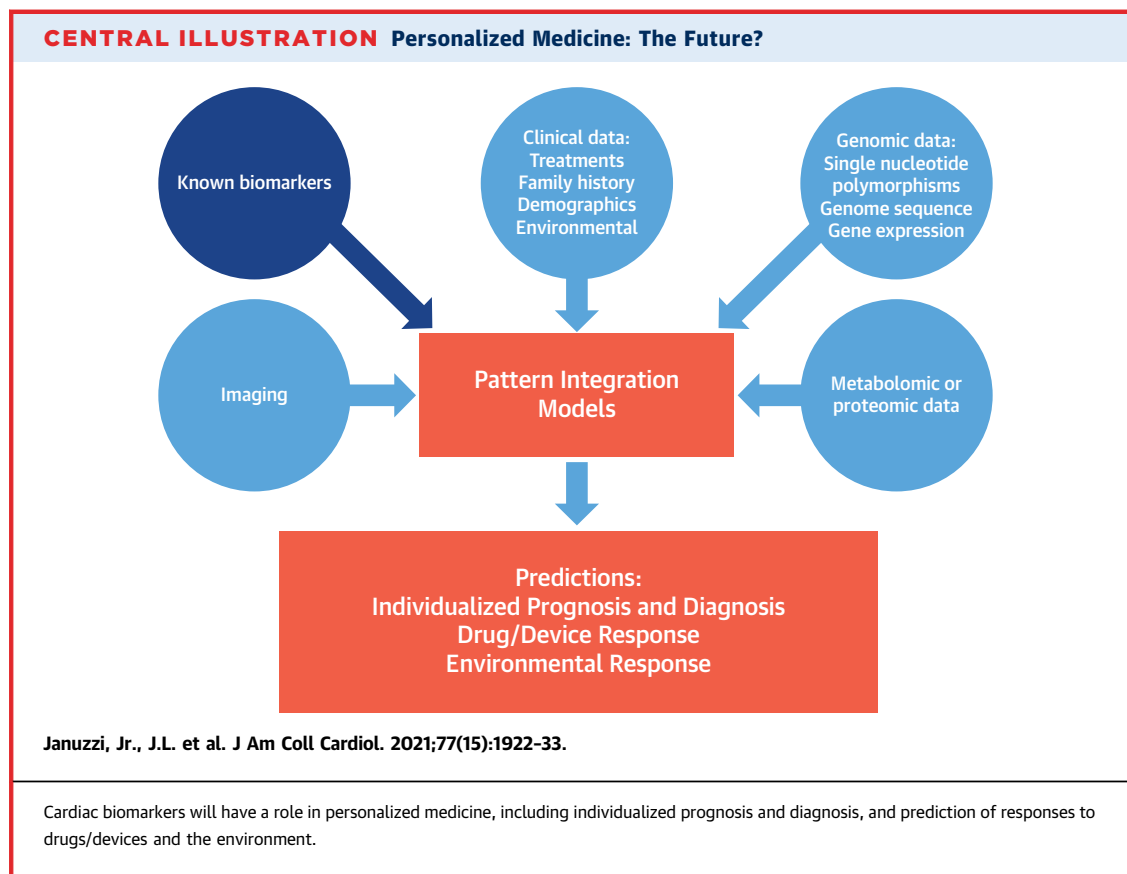 CENTRAL ILLUSTRATION Personalized Medicine: The Future?
Known biomarkers
Clinical data:
Treatments
Family history
Demographics
Environmental
Genomic data:
Single nucleotide
polymorphisms
Genome sequence
Gene expression
Imaging
Pattern Integration
Models
Metabolomic or
proteomic data
Predictions:
Individualized Prognosis and Diagnosis
Drug/Device Response
Environmental Response
Januzzi, Jr., J.L. et al. J Am Coll Cardiol. 2021;77(15):1922–33.
Cardiac biomarkers will have a role in personalized medicine, including individualized prognosis and diagnosis, and prediction of responses to
drugs/devices and the environment.